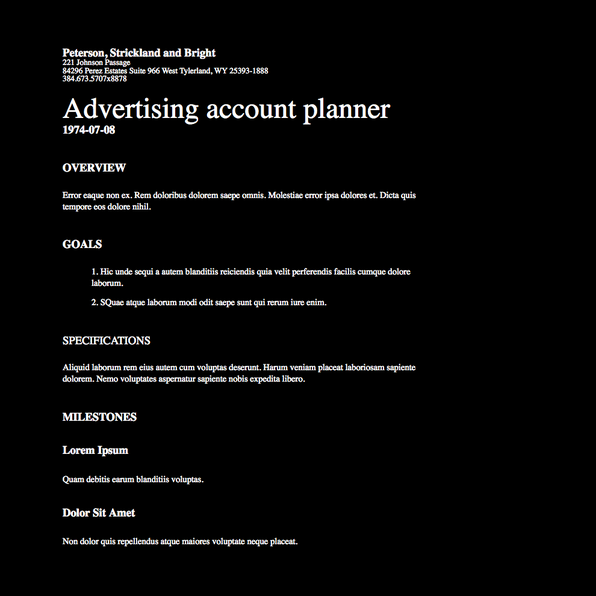 Peterson, Strickland and Bright
221 Johnson Passage
84296 Perez Estates Suite 966 West Tylerland, WY 25393-1888
384.673.5707x8878
Advertising account planner
1974-07-08
OVERVIEW
Error eaque non ex. Rem doloribus dolorem saepe omnis. Molestiae error ipsa dolores et. Dicta quis
tempore eos dolore nihil.
GOALS
1. Hic unde sequi a autem blanditiis reiciendis quia velit perferendis facilis cumque dolore
laborum.
2. SQuae atque laborum modi odit saepe sunt qui rerum iure enim.
SPECIFICATIONS
Aliquid laborum rem eius autem cum voluptas deserunt. Harum veniam placeat laboriosam sapiente
dolorem. Nemo voluptates aspernatur sapiente nobis expedita libero.
MILESTONES
Lorem Ipsum
Quam debitis earum blanditiis voluptas.
Dolor Sit Amet
Non dolor quis repellendus atque maiores voluptate neque placeat.